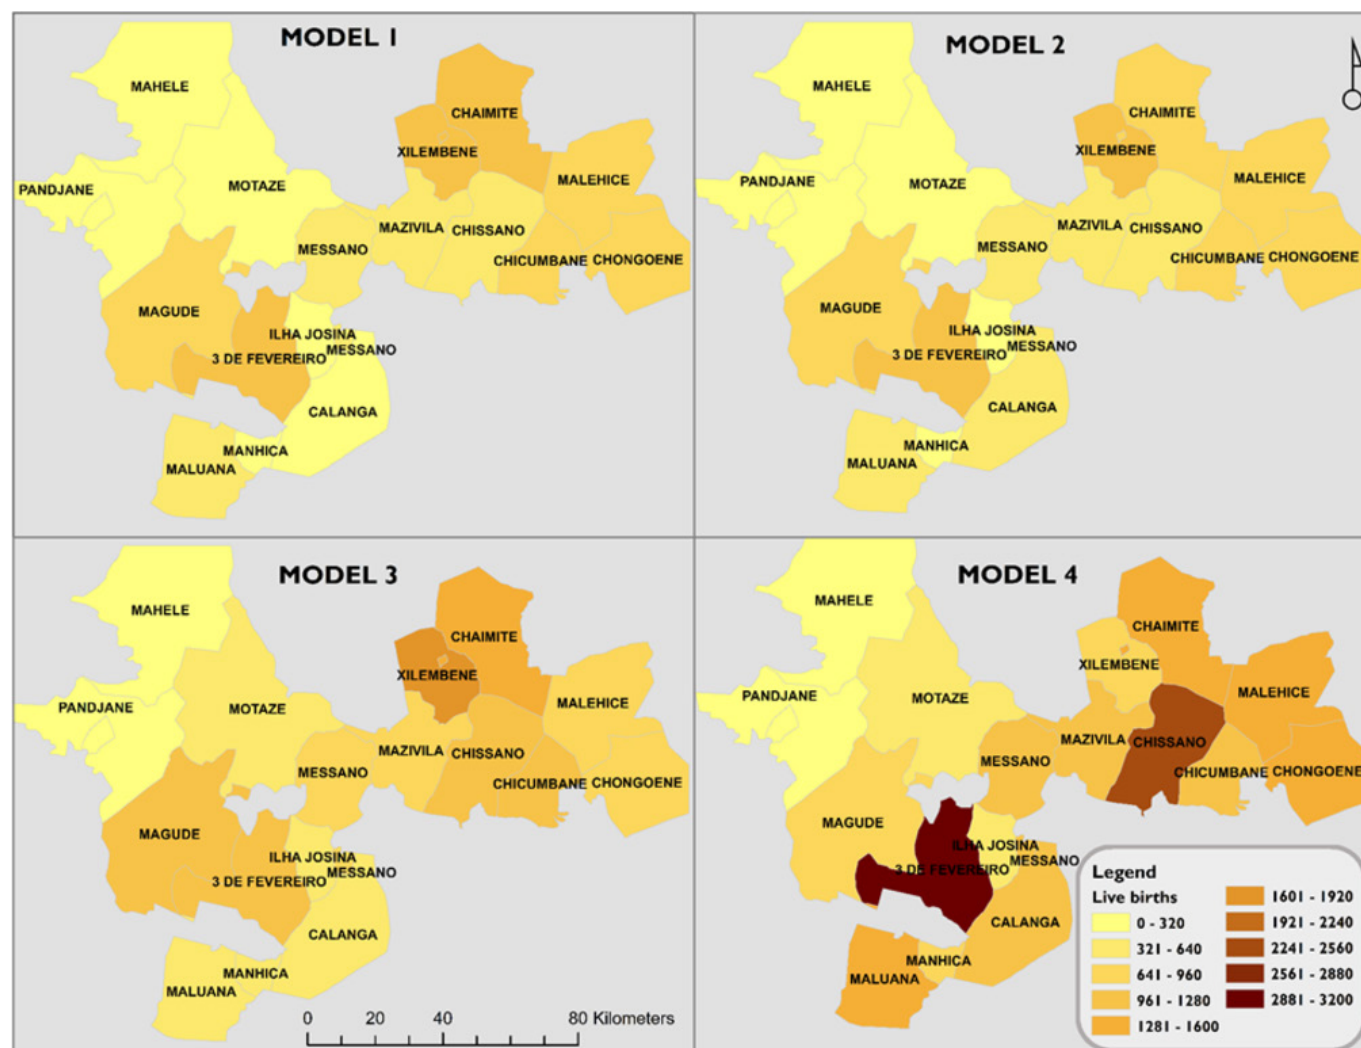 MODEL 1
MAHELE
CHAIMITE
XILEMBENE
PANDJANE
MOTAZE
MALEHICE
MAZIVILA
CHISSANO
MESSANO
CHICUMBANE
CHONGOENE
MAGUDE
ILHA JOSINA
MESSANO
3 DE FEVEREIRO
CALANGA
MANHICA
MALUANA
MODEL 2
MAHELE
CHAIMITE
XILEMBENE
PANDJANE
MOTAZE
MALEHICE
MAZIVILA
CHISSANO
MESSANO
CHICUMBANE
CHONGOENE
MAGUDE
ILHA JOSINA
MESSANO
3 DE FEVEREIRO
CALANGA
MANHICA
MALUANA
MODEL 3
MAHELE
CHAIMITE
XILEMBENE
PANDJANE
MOTAZE
MALEHICE
MAZIVILA
CHISSANO
MESSANO
CHICUMBANE
CHONGOENE
MAGUDE
ILHA JOSINA
MESSANO
3 DE FEVEREIRO
CALANGA
MANHICA
MALUANA
0 20 40 80 Kilometers
MODEL 4
MAHELE
CHAIMITE
XILEMBENE
PANDJANE
MOTAZE
MALEHICE
MAZIVILA
CHISSANO
MESSANO
CHICUMBANE
CHONGOENE
MAGUDE
ILHA JOSINA
MESSANO
3 DE FEVEREIRO
CALANGA
MANHICA
MALUANA
Legend
Live births
0 - 320
321 - 640
641 - 960
961 - 1280
1281 - 1600
1601 - 1920
1921 - 2240
2241 - 2560
2561 - 2880
2881 - 3200